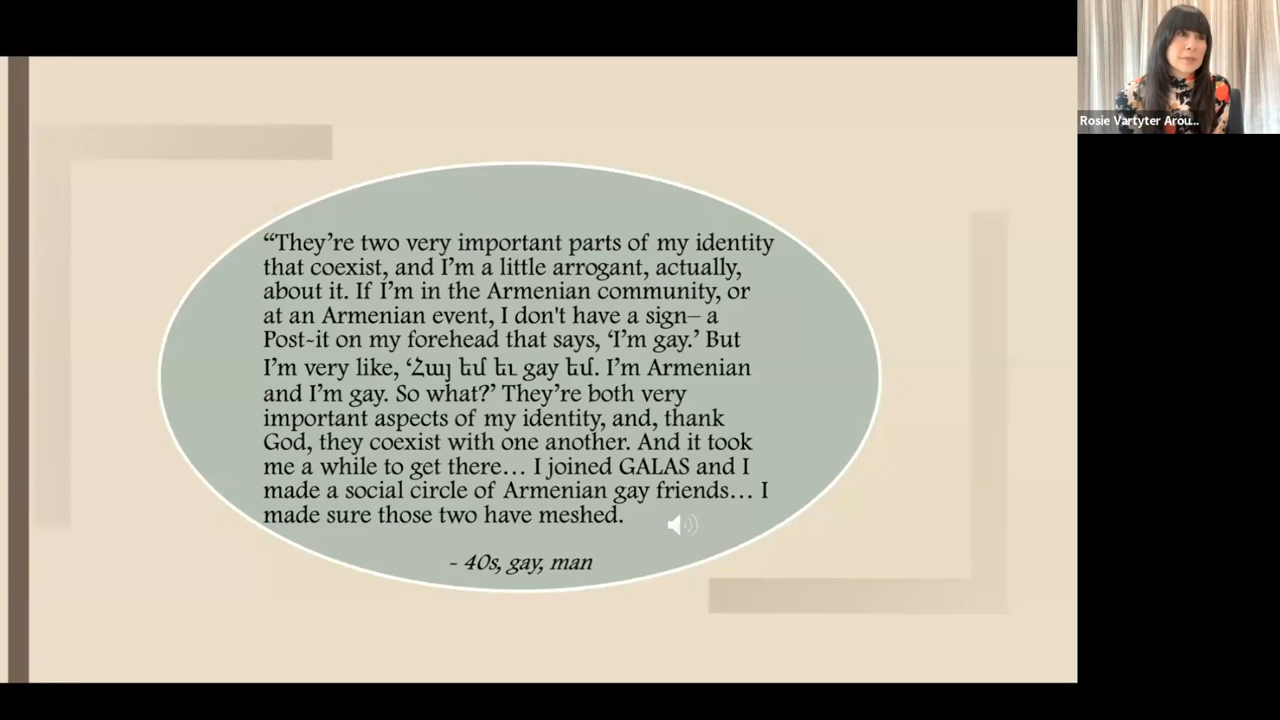 Rosie Vartyter Arou...
“They’re two very important parts of my identity
that coexist, and I’m a little arrogant, actually,
about it. If I’m in the Armenian community, or
at an Armenian event, I don't have a sign– a
Post-it on my forehead that says, ‘I’m gay.’ But
I’m very like, ‘Հայ եմ եւ gay եմ. I’m Armenian
and I’m gay. So what?’ They’re both very
important aspects of my identity, and, thank
God, they coexist with one another. And it took
me a while to get there… I joined GALAS and I
made a social circle of Armenian gay friends… I
made sure those two have meshed.
~ 40s, gay, man